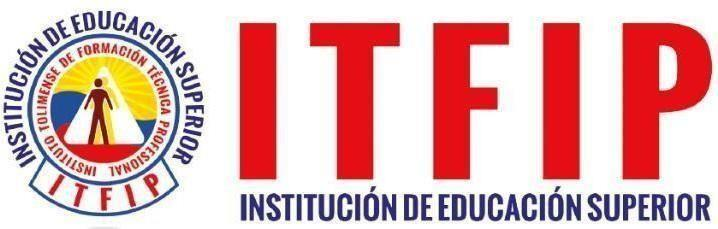 INSTITUCIÓN DE EDUCACIÓN SUPERIOR
INSTITUTO TOLIMENSE DE FORMACIÓN TÉCNICA PROFESIONAL
ITFIP
ITFIP
INSTITUCIÓN DE EDUCACIÓN SUPERIOR